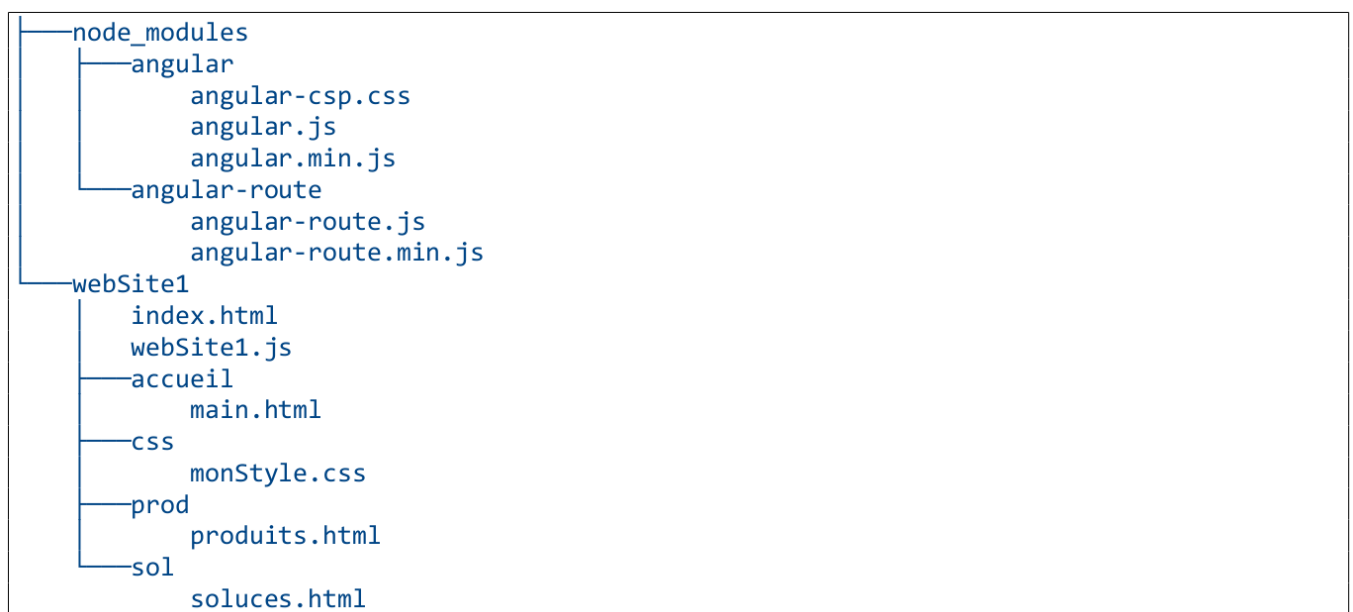 node_modules
angular
angular-csp.css
angular.js
angular.min.js
angular-route
angular-route.js
angular-route.min.js
webSite1
index.html
webSite1.js
accueil
main.html
css
monStyle.css
prod
produits.html
sol
soluces.html